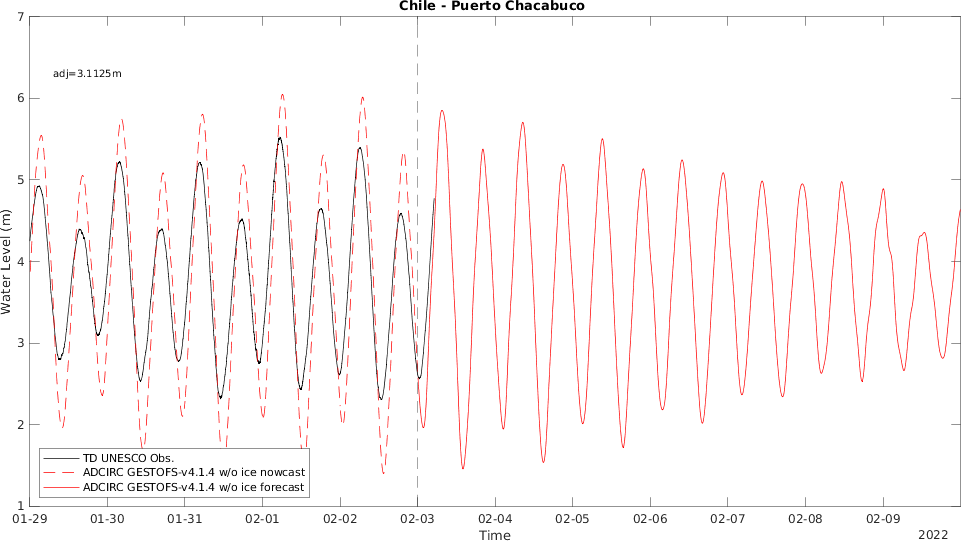 Chile - Puerto Chacabuco
7
adj=3.1125m
6
5
4
3
2
1
Water Level (m)
TD UNESCO Obs.
ADCIRC GESTOFS-v4.1.4 w/o ice nowcast
ADCIRC GESTOFS-v4.1.4 w/o ice forecast
01-29 01-30 01-31 02-01 02-02 02-03 02-04 02-05 02-06 02-07 02-08 02-09
Time
2022